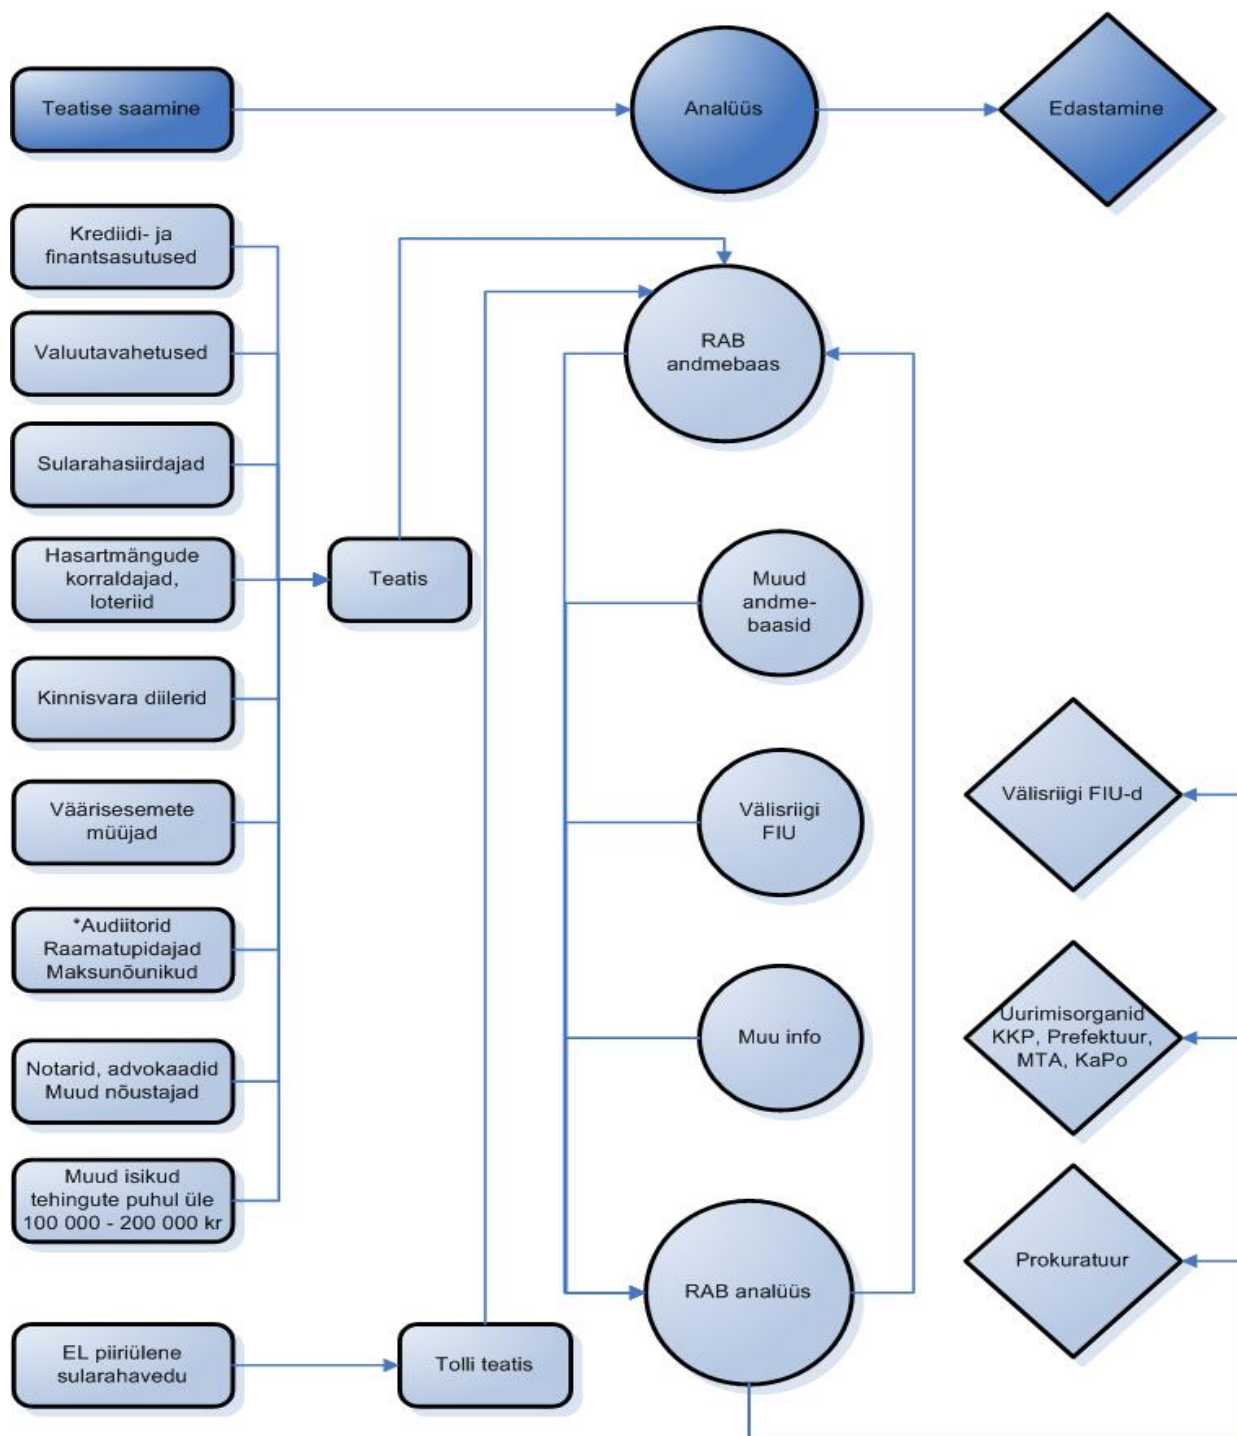 Teatise saamine
Analüüs
Edastamine
Krediidi- ja
finantsasutused
Valuutavahetused
Sularahasiirdajad
Hasartmängude
korraldajad,
loteriid
Kinnisvara diilerid
Väärisesemete
müüjad
*Audiitorid
Raamatupidajad
Maksunõunikud
Notarid, advokaadid
Muud nõustajad
Muud isikud
tehingute puhul üle
100 000 - 200 000 kr
EL piiriülene
sularahavedu
Teatis
Tolli teatis
RAB
andmebaas
Muud
andme-
baasid
Välisriigi
FIU
Muu info
RAB analüüs
Välisriigi FIU-d
Uurimisorganid
KKP, Prefektuur,
MTA, KaPo
Prokuratuur